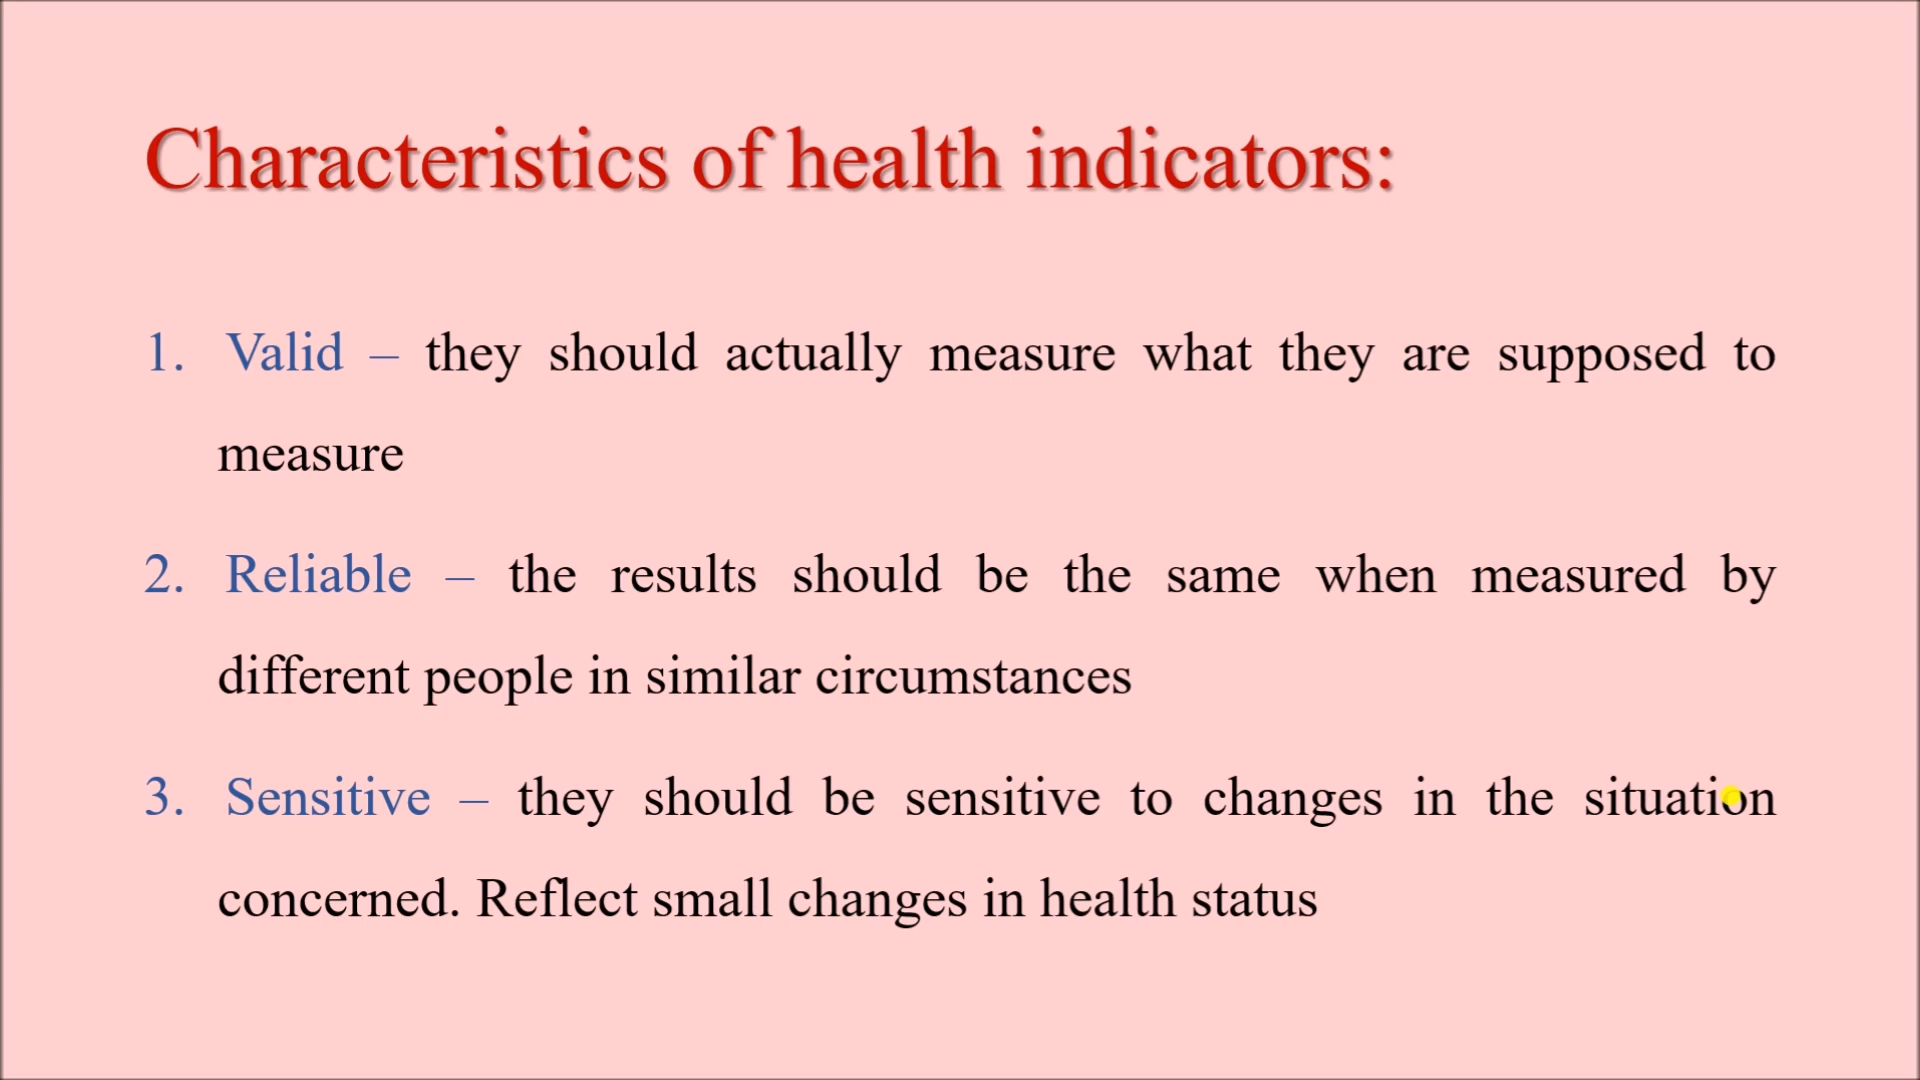 Characteristics of health indicators:
1. Valid – they should actually measure what they are supposed to
measure
2. Reliable – the results should be the same when measured by
different people in similar circumstances
3. Sensitive – they should be sensitive to changes in the situation
concerned. Reflect small changes in health status